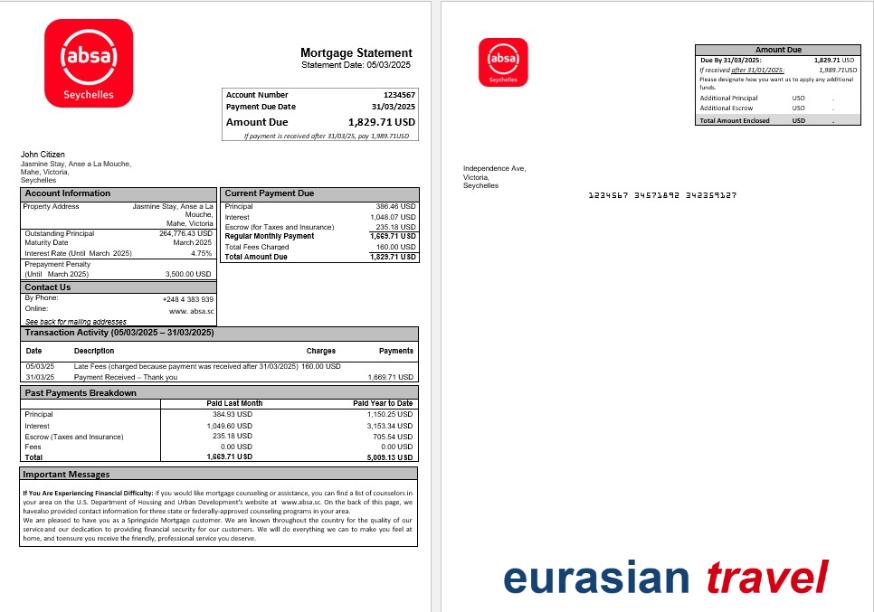 absa
Seychelles
Mortgage Statement
Statement Date: 05/03/2025
Account Number 1234567
Payment Due Date 31/03/2025
Amount Due 1,829.71 USD
If payment is received after 31/03/25, pay 1,989.71USD
John Citizen
Jasmine Stay, Anse a La Mouche,
Mahe, Victoria,
Seychelles
Account Information
Property Address Jasmine Stay, Anse a La
Mouche,
Mahe, Victoria
Outstanding Principal 264,776.43 USD
Maturity Date March 2025
Interest Rate (Until March 2025) 4.75%
Prepayment Penalty
(Until March 2025) 3,500.00 USD
Contact Us
By Phone: +248 4 383 939
Online: www. absa.sc
See back for mailing addresses
Current Payment Due
Principal 386.46 USD
Interest 1,048.07 USD
Escrow (for Taxes and Insurance) 235.18 USD
Regular Monthly Payment 1,669.71 USD
Total Fees Charged 160.00 USD
Total Amount Due 1,829.71 USD
Transaction Activity (05/03/2025 – 31/03/2025)
Date Description Charges Payments
05/03/25 Late Fees (charged because payment was received after 31/03/2025) 160.00 USD
31/03/25 Payment Received – Thank you 1,669.71 USD
Past Payments Breakdown
Paid Last Month Paid Year to Date
Principal 384.93 USD 1,150.25 USD
Interest 1,049.60 USD 3,153.34 USD
Escrow (Taxes and Insurance) 235.18 USD 705.54 USD
Fees 0.00 USD 0.00 USD
Total 1,669.71 USD 5,009.13 USD
Important Messages
If You Are Experiencing Financial Difficulty: If you would like mortgage counseling or assistance, you can find a list of counselors in
your area on the U.S. Department of Housing and Urban Development's website at www.absa.sc. On the back of this page, we
havealso provided contact information for three state or federally-approved counseling programs in your area.
We are pleased to have you as a Springside Mortgage customer. We are known throughout the country for the quality of our
serviceand our dedication to providing financial security for our customers. We will do everything we can to make you feel at
home, and toensure you receive the friendly, professional service you deserve.
absa
Seychelles
Amount Due
Due By 31/03/2025: 1,829.71 USD
If received after 31/01/2025: 1,989.71USD
Please designate how you want us to apply any additional
funds.
Additional Principal USD .
Additional Escrow USD .
Total Amount Enclosed USD .
Independence Ave,
Victoria,
Seychelles
1234567 34571892 342359127
eurasian travel